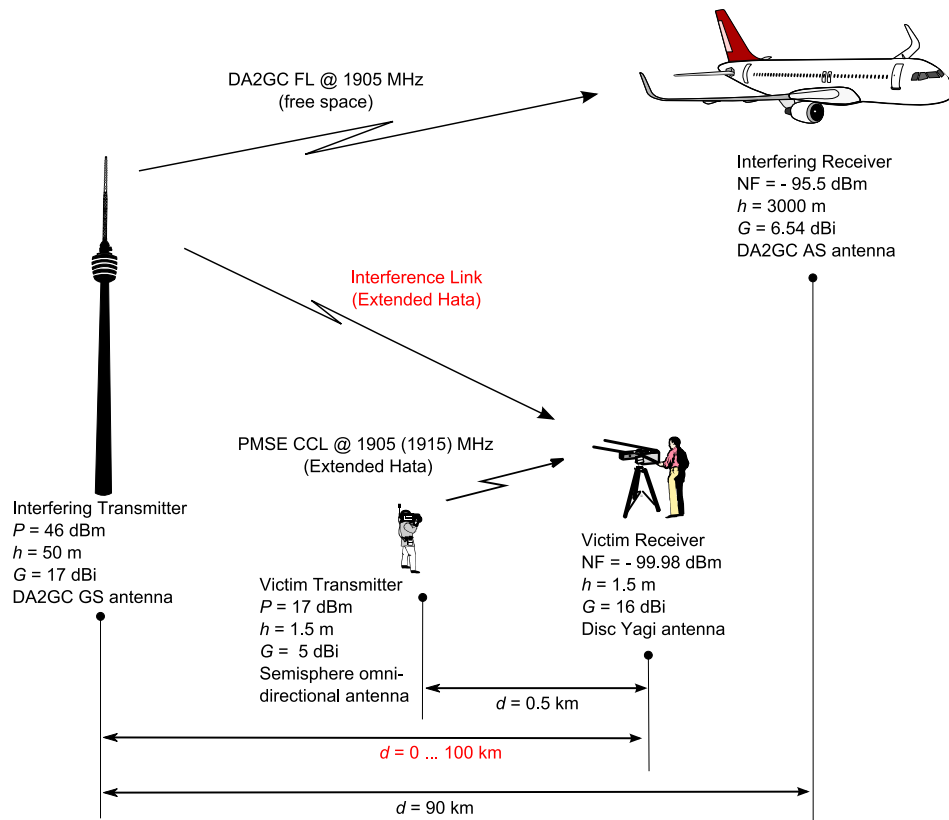 DA2GC FL @ 1905 MHz
(free space)
Interfering Receiver
NF = - 95.5 dBm
h = 3000 m
G = 6.54 dBi
DA2GC AS antenna
Interference Link
(Extended Hata)
PMSE CCL @ 1905 (1915) MHz
(Extended Hata)
Interfering Transmitter
P = 46 dBm
h = 50 m
G = 17 dBi
DA2GC GS antenna
Victim Transmitter
P = 17 dBm
h = 1.5 m
G = 5 dBi
Semisphere omni-
directional antenna
Victim Receiver
NF = - 99.98 dBm
h = 1.5 m
G = 16 dBi
Disc Yagi antenna
d = 0.5 km
d = 0 ... 100 km
d = 90 km